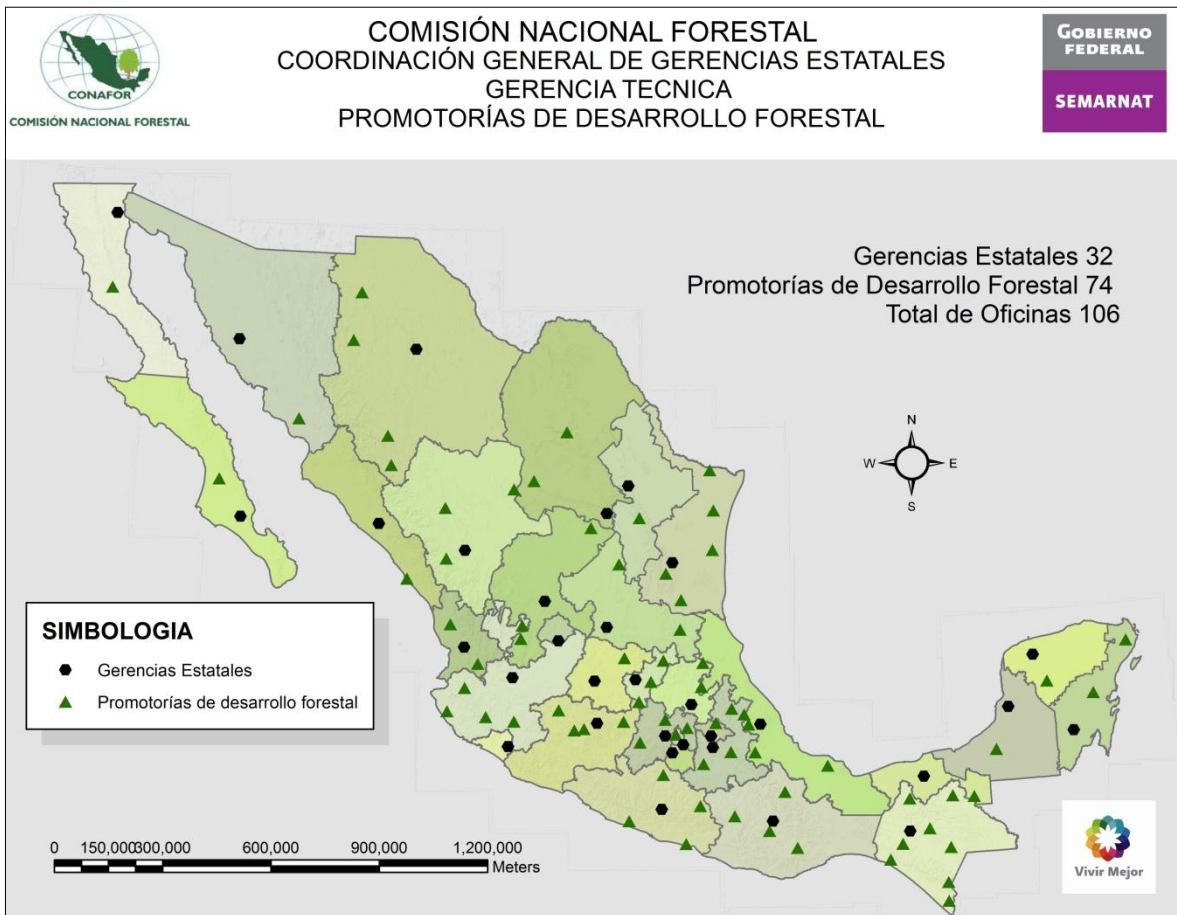 CONAFOR
COMISIÓN NACIONAL FORESTAL
COMISIÓN NACIONAL FORESTAL
COORDINACIÓN GENERAL DE GERENCIAS ESTATALES
GERENCIA TECNICA
PROMOTORÍAS DE DESARROLLO FORESTAL
GOBIERNO
FEDERAL
SEMARNAT
Gerencias Estatales 32
Promotorías de Desarrollo Forestal 74
Total de Oficinas 106
N
W E
S
SIMBOLOGIA
Gerencias Estatales
Promotorías de desarrollo forestal
0 150,000300,000 600,000 900,000 1,200,000
Meters
Vivir Mejor